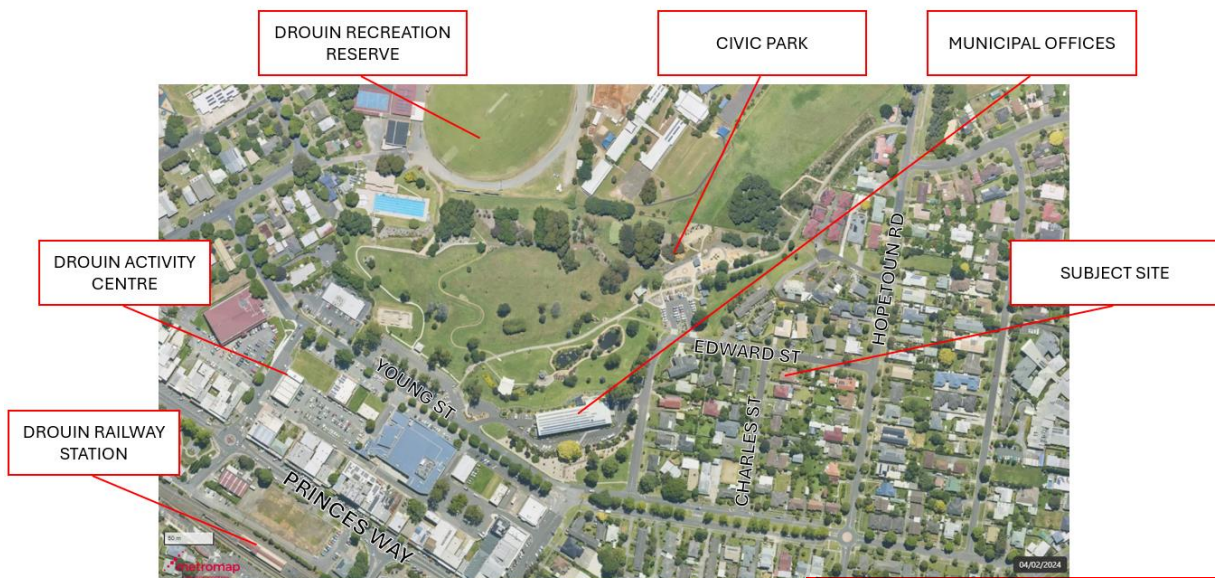 DROUIN RECREATION
RESERVE
CIVIC PARK
MUNICIPAL OFFICES
DROUIN ACTIVITY
CENTRE
SUBJECT SITE
HOPETOUN RD
EDWARD ST
YOUNG ST
CHARLES ST
DROUIN RAILWAY
STATION
PRINCES WAY
50 m
metromap
04/02/2024